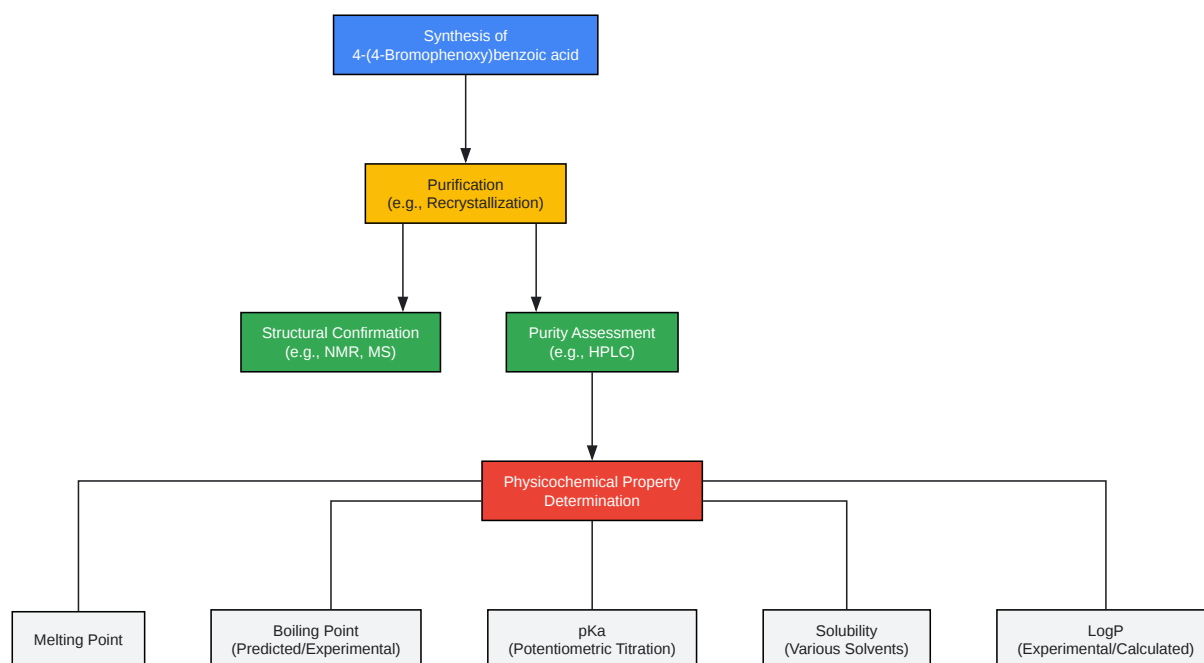 Synthesis of
4-(4-Bromophenoxy)benzoic acid
Purification
(e.g., Recrystallization)
Structural Confirmation
(e.g., NMR, MS)
Purity Assessment
(e.g., HPLC)
Physicochemical Property
Determination
Melting Point
Boiling Point
(Predicted/Experimental)
pKa
(Potentiometric Titration)
Solubility
(Various Solvents)
LogP
(Experimental/Calculated)